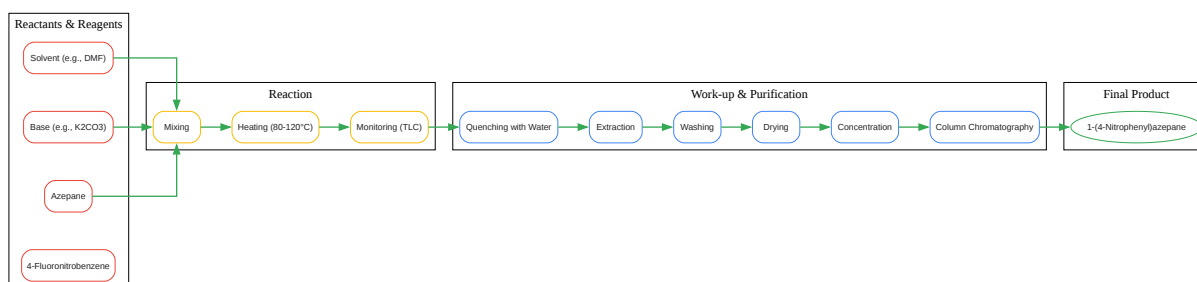 Reactants & Reagents
Solvent (e.g., DMF)
Base (e.g., K2CO3)
Azepane
4-Fluoronitrobenzene
Reaction
Mixing
Heating (80-120°C)
Monitoring (TLC)
Work-up & Purification
Quenching with Water
Extraction
Washing
Drying
Concentration
Column Chromatography
Final Product
1-(4-Nitrophenyl)azepane